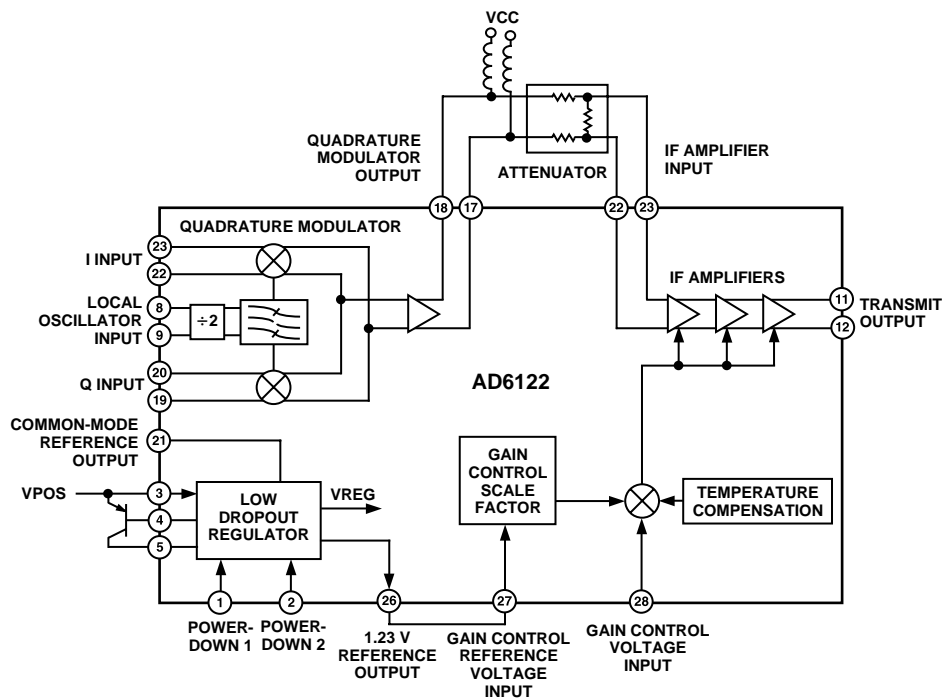 VCC
QUADRATURE
MODULATOR
OUTPUT
ATTENUATOR
IF AMPLIFIER
INPUT
18
17
22
23
QUADRATURE MODULATOR
I INPUT
23
22
LOCAL
OSCILLATOR
INPUT
8
9
÷2
Q INPUT
20
19
IF AMPLIFIERS
11
12
TRANSMIT
OUTPUT
AD6122
COMMON-MODE
REFERENCE
OUTPUT
21
VPOS
3
4
5
LOW
DROPOUT
REGULATOR
VREG
GAIN
CONTROL
SCALE
FACTOR
TEMPERATURE
COMPENSATION
1
2
26
27
28
POWER-
DOWN 1
POWER-
DOWN 2
1.23 V
REFERENCE
OUTPUT
GAIN CONTROL
REFERENCE
VOLTAGE
INPUT
GAIN CONTROL
VOLTAGE
INPUT